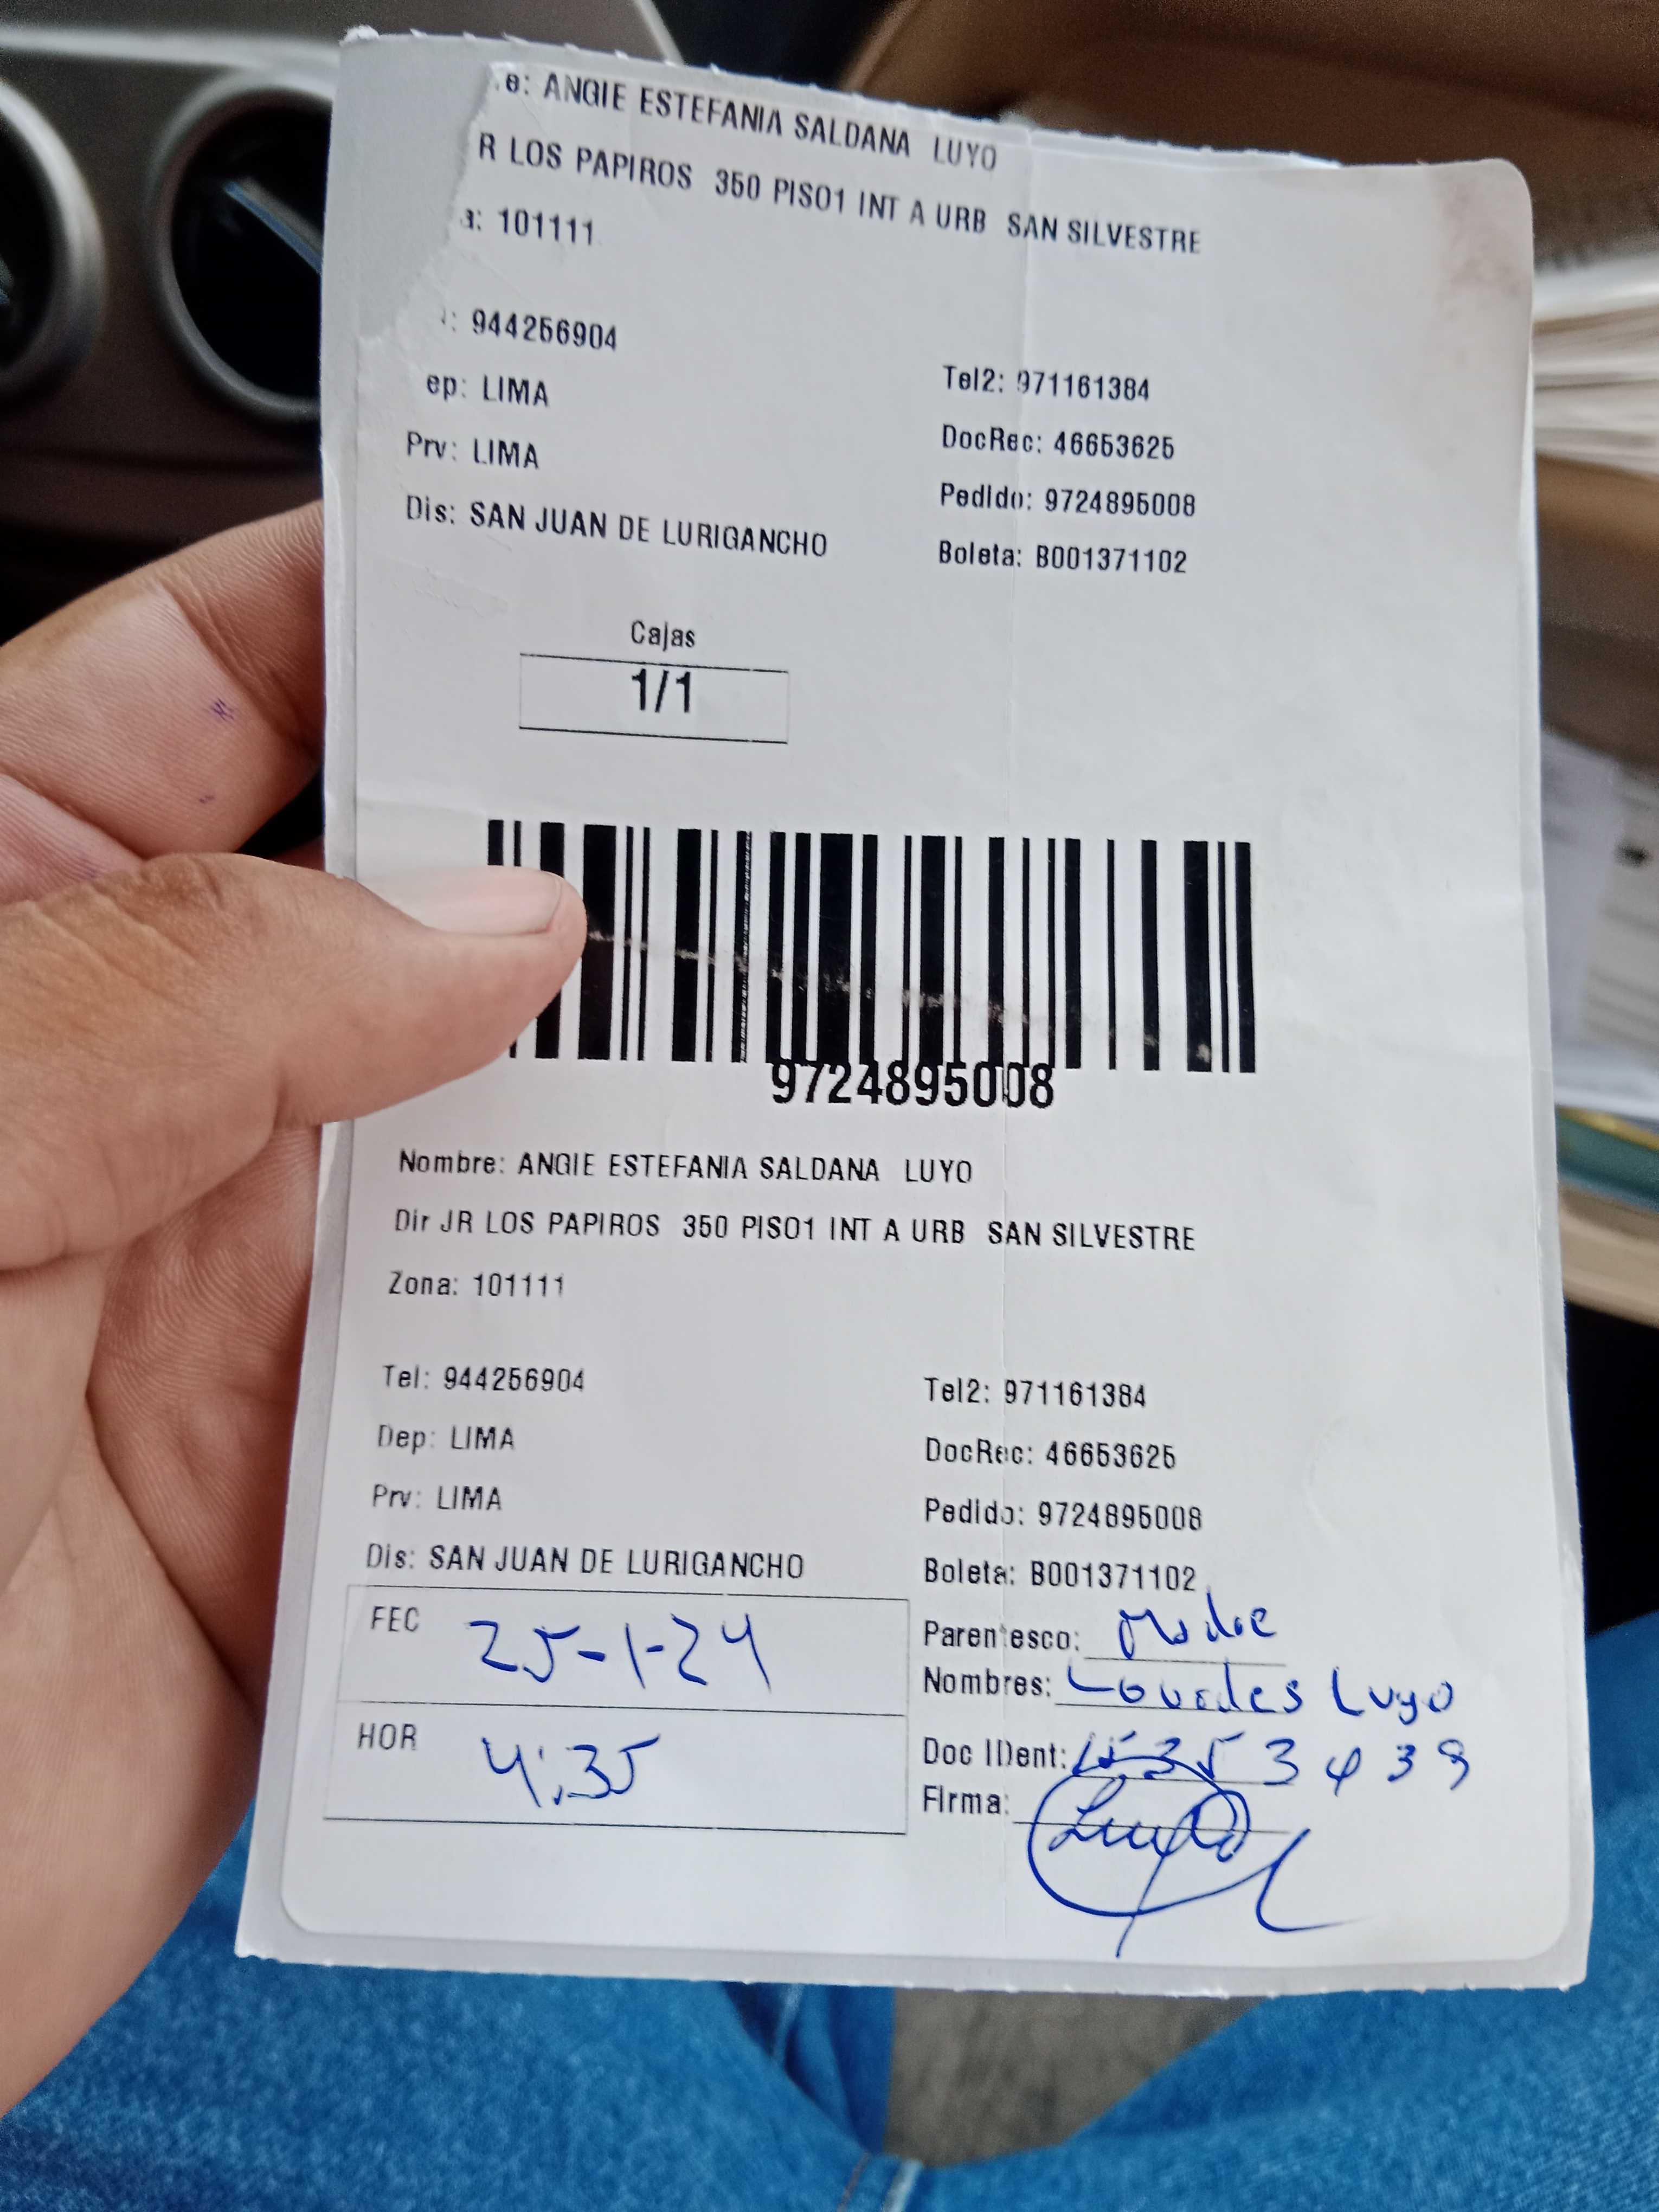 e: ANGIE ESTEFANIA SALDANA LUYO
R LOS PAPIROS 350 PISO1 INT A URB SAN SILVESTRE
a: 101111
: 944256904
Tel2: 971161384
ep: LIMA
DocRec: 46653625
Prv: LIMA
Pedido: 9724895008
Dis: SAN JUAN DE LURIGANCHO
Boleta: B001371102
Cajas
1/1
9724895008
Nombre: ANGIE ESTEFANIA SALDANA LUYO
Dir JR LOS PAPIROS 350 PISO1 INT A URB SAN SILVESTRE
Zona: 101111
Tel: 944256904
Tel2: 971161384
Dep: LIMA
DocRec: 46653625
Prv: LIMA
Pedido: 9724895008
Dis: SAN JUAN DE LURIGANCHO
Boleta: B001371102
FEC 25-1-24
Parentesco: Madre
Nombres: Lourdes Luyo
HOR 4:35
Doc IDent: 15353439
Firma: